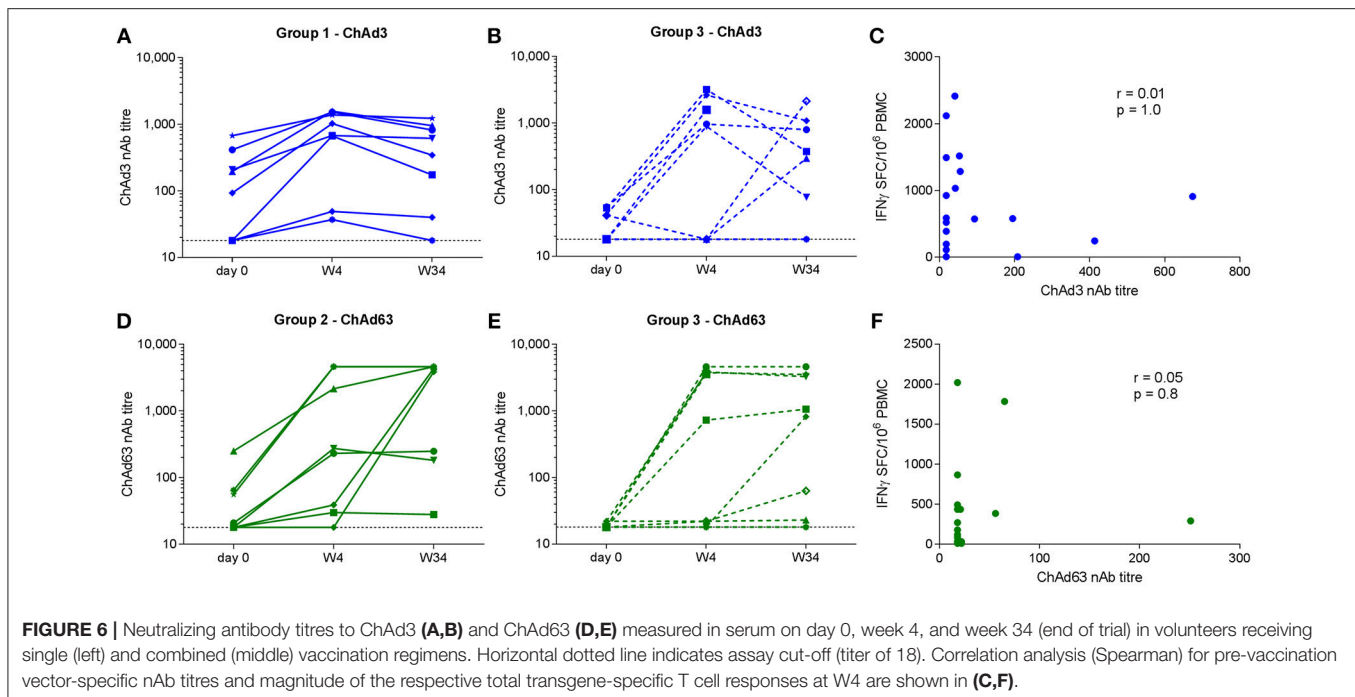 A
Group 1 - ChAd3
ChAd3 nAb titre
10,000
1,000
100
10
day 0 W4 W34
B
Group 3 - ChAd3
ChAd3 nAb titre
10,000
1,000
100
10
day 0 W4 W34
C
IFNγ SFC/10⁶ PBMC
3000
2000
1000
0
r = 0.01
p = 1.0
0 200 400 600 800
ChAd3 nAb titre
D
Group 2 - ChAd63
ChAd63 nAb titre
10,000
1,000
100
10
day 0 W4 W34
E
Group 3 - ChAd63
ChAd63 nAb titre
10,000
1,000
100
10
day 0 W4 W34
F
IFNγ SFC/10⁶ PBMC
2500
2000
1500
1000
500
0
r = 0.05
p = 0.8
0 100 200 300
ChAd63 nAb titre
FIGURE 6 | Neutralizing antibody titres to ChAd3 (A,B) and ChAd63 (D,E) measured in serum on day 0, week 4, and week 34 (end of trial) in volunteers receiving
single (left) and combined (middle) vaccination regimens. Horizontal dotted line indicates assay cut-off (titer of 18). Correlation analysis (Spearman) for pre-vaccination
vector-specific nAb titres and magnitude of the respective total transgene-specific T cell responses at W4 are shown in (C,F).